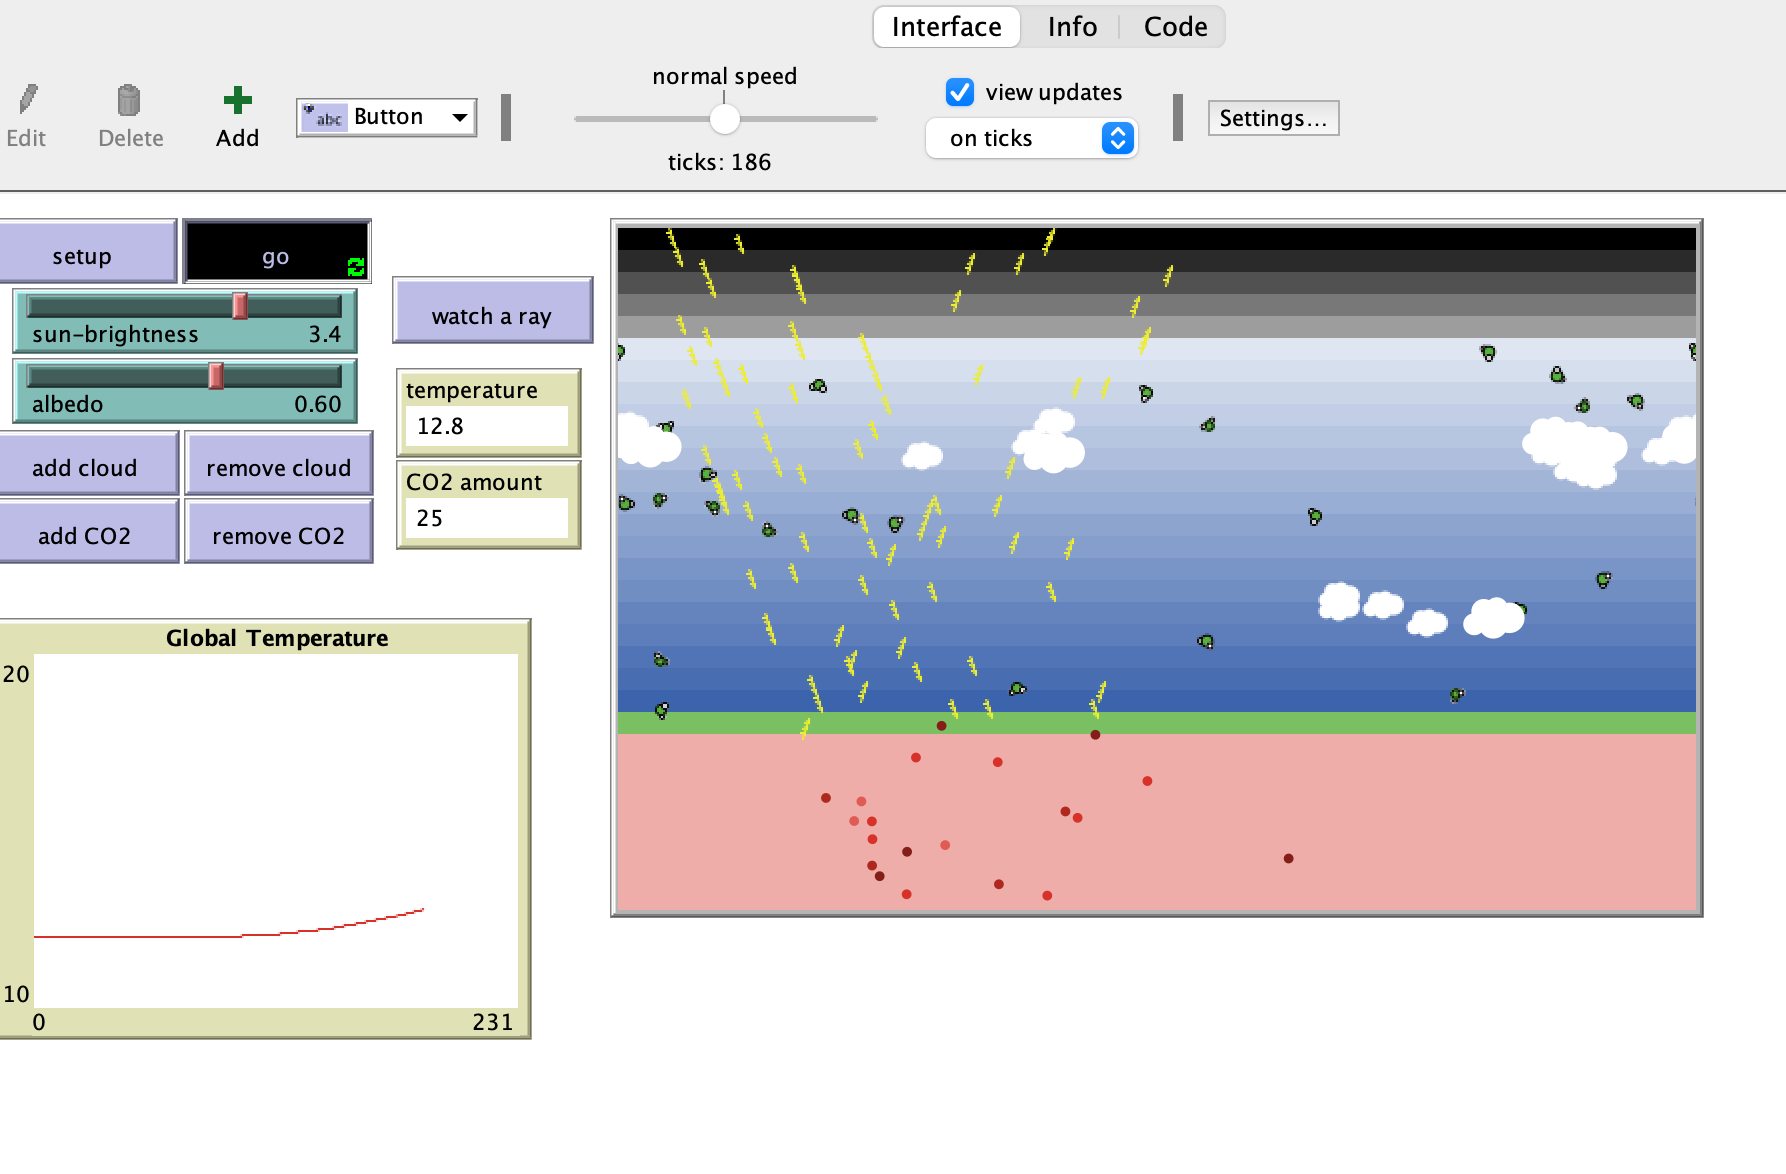 Interface Info Code
normal speed
view updates
Edit Delete Add
abc Button
on ticks
Settings...
ticks: 186
setup go
sun-brightness 3.4
watch a ray
albedo 0.60
temperature
12.8
add cloud remove cloud
CO2 amount
25
add CO2 remove CO2
Global Temperature
20
10
0 231